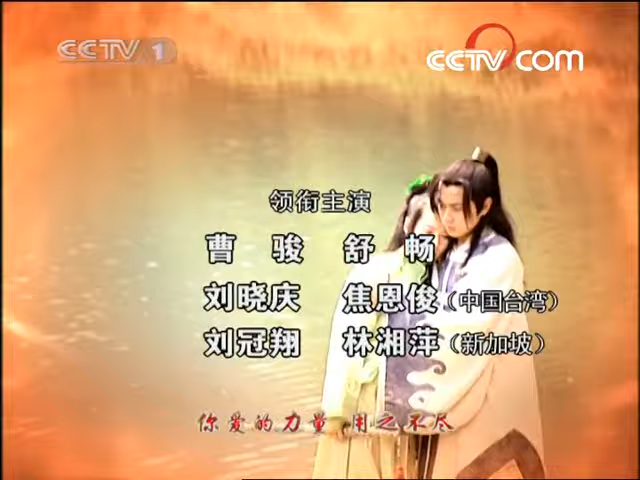 CCTV 1
CCTV com
领衔主演
曹 骏 舒 畅
刘晓庆 焦恩俊(中国台湾)
刘冠翔 林湘萍(新加坡)
你爱的力量 用之不尽